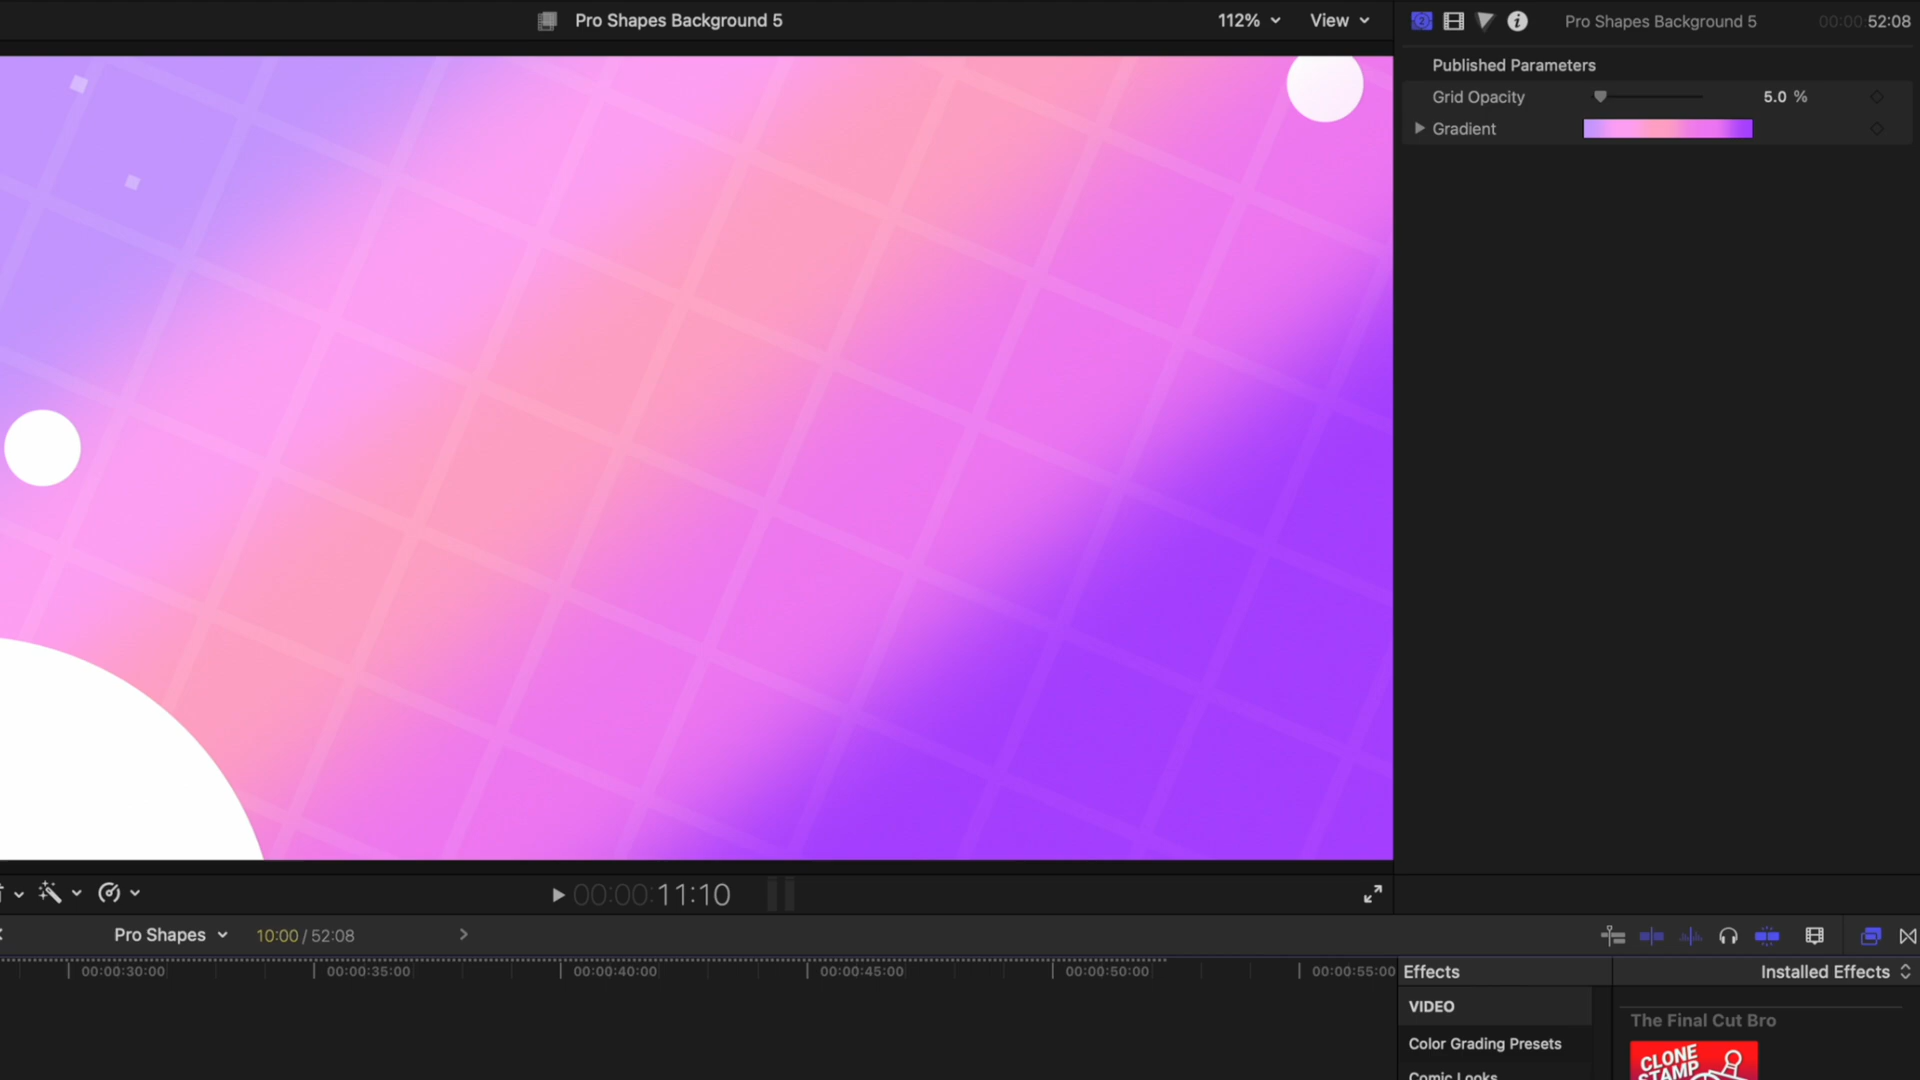 Pro Shapes Background 5
112%
View
Pro Shapes Background 5
00:00:52:08
Published Parameters
Grid Opacity
5.0 %
Gradient
00:00:11:10
Pro Shapes
10:00 / 52:08
00:00:30:00
00:00:35:00
00:00:40:00
00:00:45:00
00:00:50:00
00:00:55:00
Effects
Installed Effects
VIDEO
The Final Cut Bro
Color Grading Presets
CLONE
STAMP
Comic Looks